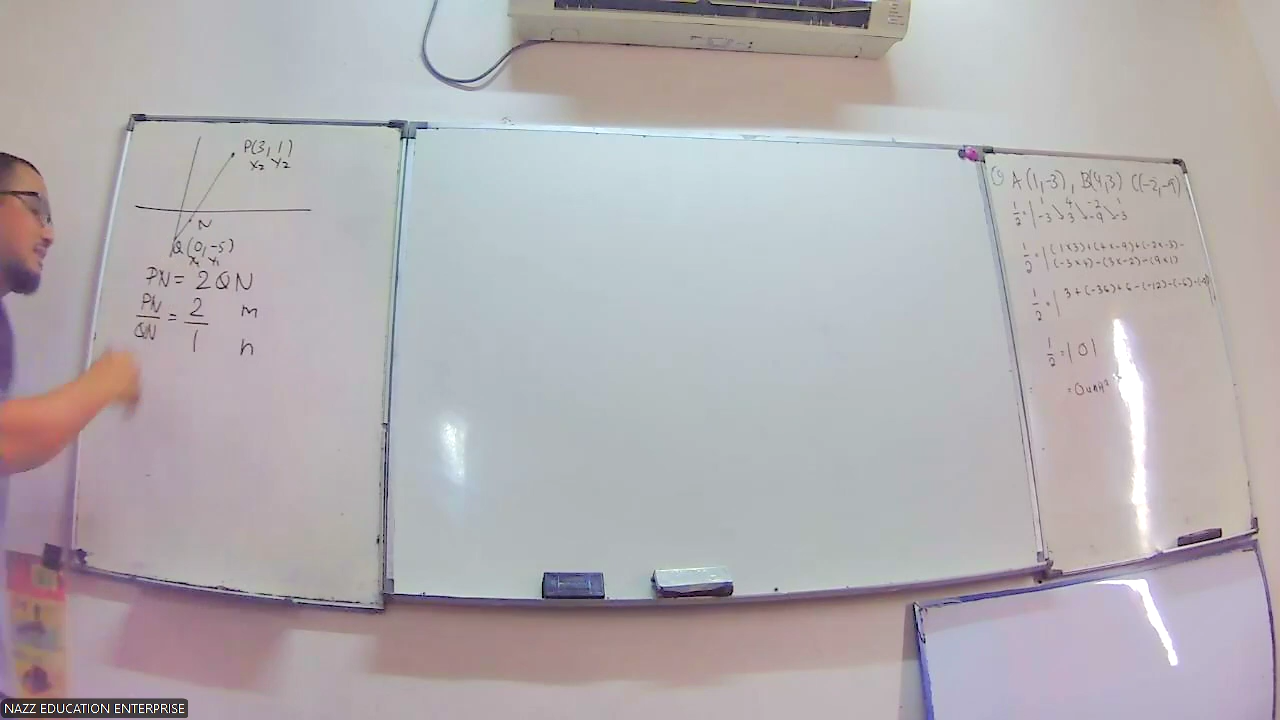 P(3, 1)
x₂ y₂
N
Q(0, -5)
x₁ y₁
PN = 2QN
PN/QN = 2/1
m
n
A(1, -3), B(4, 3) C(-2, -9)
1/2 = | 1 4 -2 1
-3 3 -9 -3
1/2 = | (1×3)+(4×-9)+(-2×-3)-
(-3×4)-(3×-2)-(9×1)
1/2 = | 3+(-36)+6-(-12)-(-6)-(-9)|
1/2 = |0|
= 0 unit²
NAZZ EDUCATION ENTERPRISE